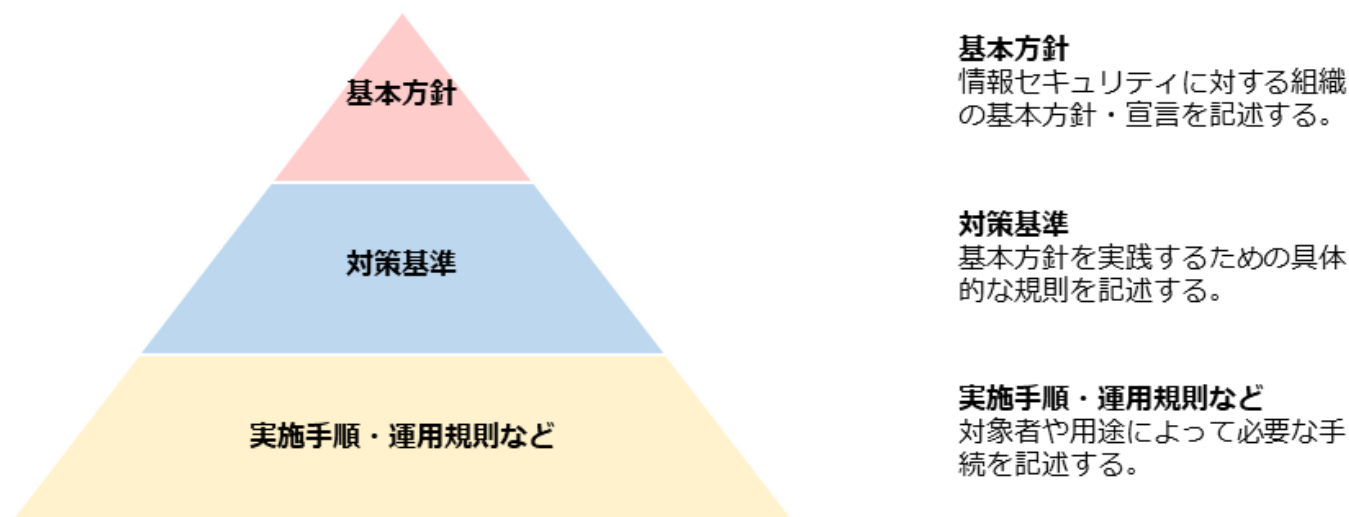 基本方針
対策基準
実施手順・運用規則など
基本方針
情報セキュリティに対する組織
の基本方針・宣言を記述する。
対策基準
基本方針を実践するための具体
的な規則を記述する。
実施手順・運用規則など
対象者や用途によって必要な手
続を記述する。